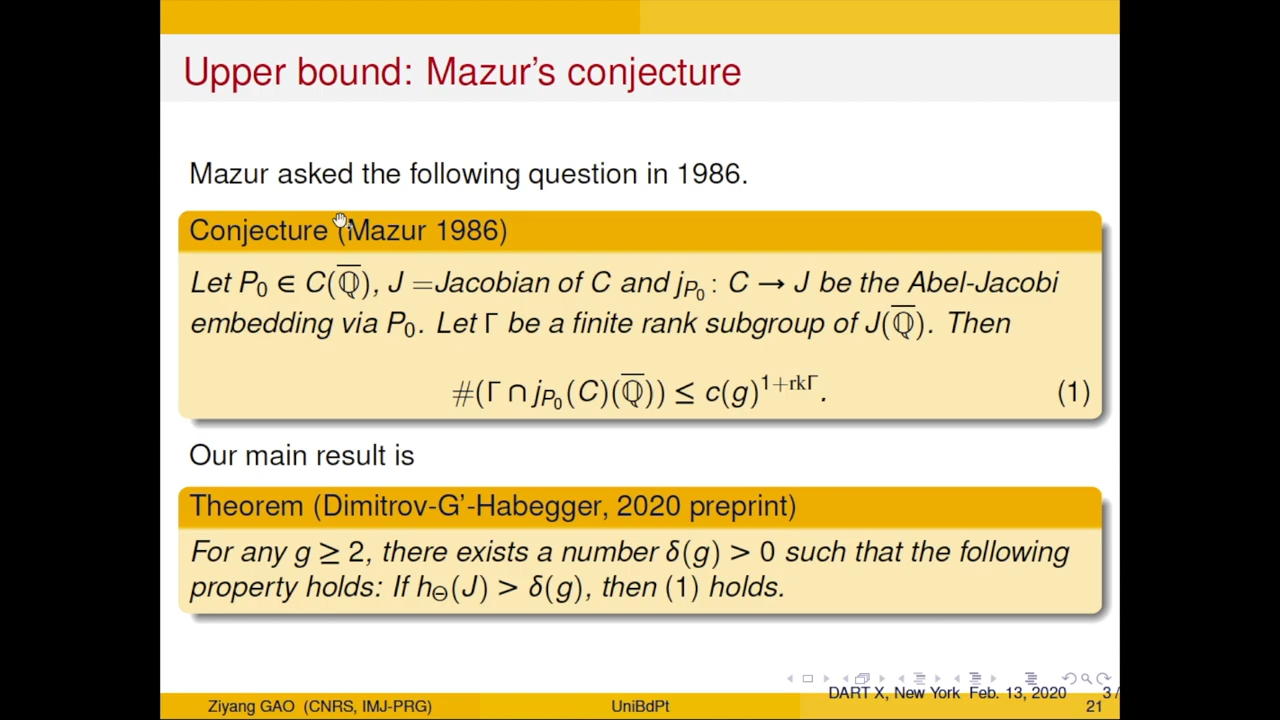 Upper bound: Mazur's conjecture
Mazur asked the following question in 1986.
Conjecture (Mazur 1986)
Let P₀ ∈ C(ℚ̅), J =Jacobian of C and j_{P₀} : C → J be the Abel-Jacobi
embedding via P₀. Let Γ be a finite rank subgroup of J(ℚ̅). Then
#(Γ ∩ j_{P₀}(C)(ℚ̅)) ≤ c(g)^{1+rkΓ}. (1)
Our main result is
Theorem (Dimitrov-G'-Habegger, 2020 preprint)
For any g ≥ 2, there exists a number δ(g) > 0 such that the following
property holds: If h_Θ(J) > δ(g), then (1) holds.
Ziyang GAO (CNRS, IMJ-PRG) UniBdPt DART X, New York Feb. 13, 2020 3 /
21